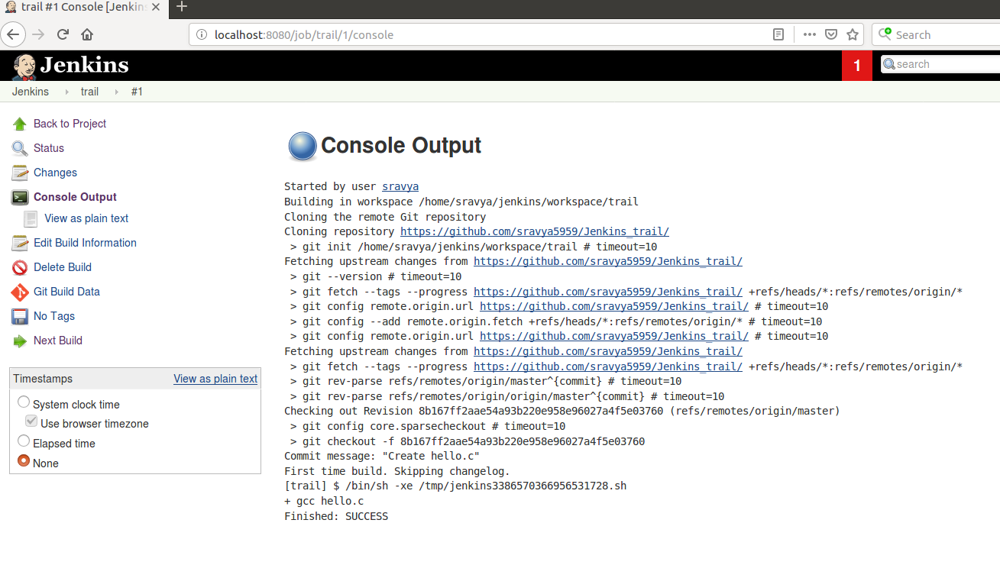 trail #1 Console [Jenkins
localhost:8080/job/trail/1/console
Search
Jenkins
1
search
Jenkins trail #1
Back to Project
Status
Changes
Console Output
View as plain text
Edit Build Information
Delete Build
Git Build Data
No Tags
Next Build
Timestamps View as plain text
System clock time
Use browser timezone
Elapsed time
None
Console Output
Started by user sravya
Building in workspace /home/sravya/jenkins/workspace/trail
Cloning the remote Git repository
Cloning repository https://github.com/sravya5959/Jenkins_trail/
> git init /home/sravya/jenkins/workspace/trail # timeout=10
Fetching upstream changes from https://github.com/sravya5959/Jenkins_trail/
> git --version # timeout=10
> git fetch --tags --progress https://github.com/sravya5959/Jenkins_trail/ +refs/heads/*:refs/remotes/origin/*
> git config remote.origin.url https://github.com/sravya5959/Jenkins_trail/ # timeout=10
> git config --add remote.origin.fetch +refs/heads/*:refs/remotes/origin/* # timeout=10
> git config remote.origin.url https://github.com/sravya5959/Jenkins_trail/ # timeout=10
Fetching upstream changes from https://github.com/sravya5959/Jenkins_trail/
> git fetch --tags --progress https://github.com/sravya5959/Jenkins_trail/ +refs/heads/*:refs/remotes/origin/*
> git rev-parse refs/remotes/origin/master^{commit} # timeout=10
> git rev-parse refs/remotes/origin/origin/master^{commit} # timeout=10
Checking out Revision 8b167ff2aae54a93b220e958e96027a4f5e03760 (refs/remotes/origin/master)
> git config core.sparsecheckout # timeout=10
> git checkout -f 8b167ff2aae54a93b220e958e96027a4f5e03760
Commit message: "Create hello.c"
First time build. Skipping changelog.
[trail] $ /bin/sh -xe /tmp/jenkins3386570366956531728.sh
+ gcc hello.c
Finished: SUCCESS